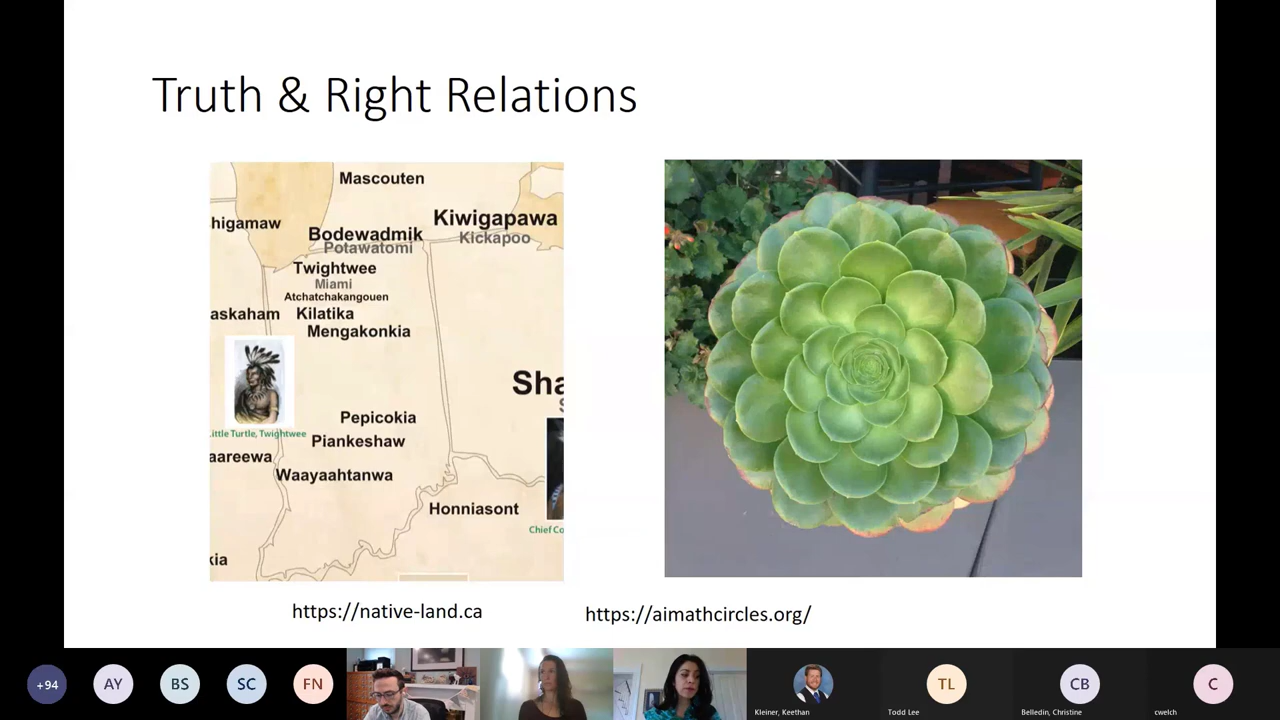 Truth & Right Relations
Mascouten
higamaw
Kiwigapawa
Bodewadmik
Kickapoo
Potawatomi
Twightwee
Miami
Atchatchakangouen
askaham
Kilatika
Mengakonkia
Sha
Pepicokia
ittle Turtle, Twightwee
Piankeshaw
aareewa
Waayaahtanwa
Honniasont
Chief Co
kia
https://native-land.ca
https://aimathcircles.org/
+94
AY
BS
SC
FN
TL
CB
C
Kleiner, Keethan
Todd Lee
Belledin, Christine
cwelch